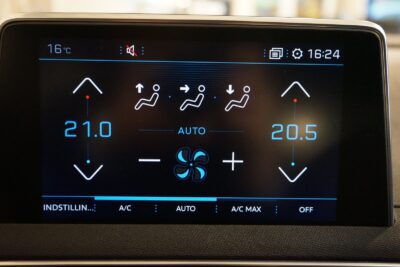 16°C 16:24
21.0 20.5
AUTO
INDSTILLIN... A/C AUTO A/C MAX OFF